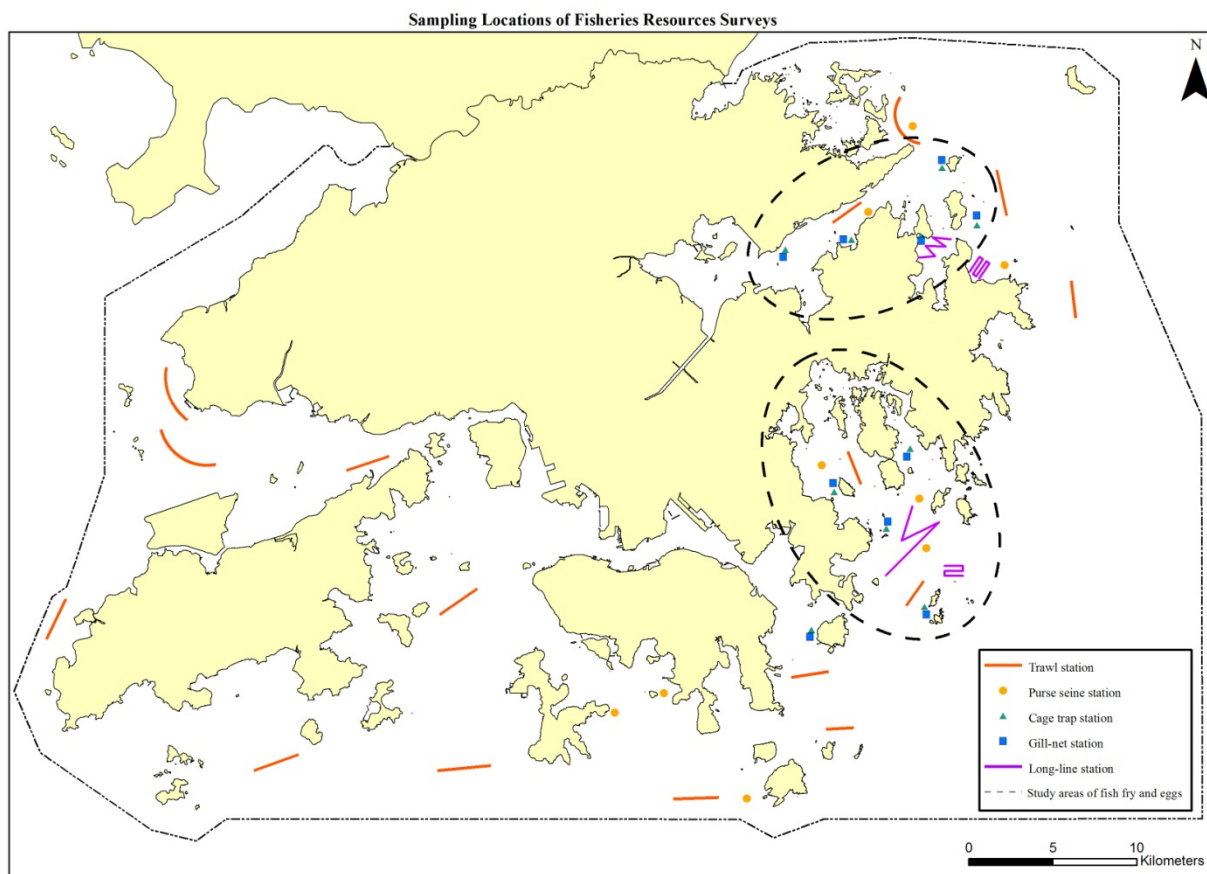 Sampling Locations of Fisheries Resources Surveys
N
Trawl station
Purse seine station
Cage trap station
Gill-net station
Long-line station
Study areas of fish fry and eggs
0 5 10
Kilometers